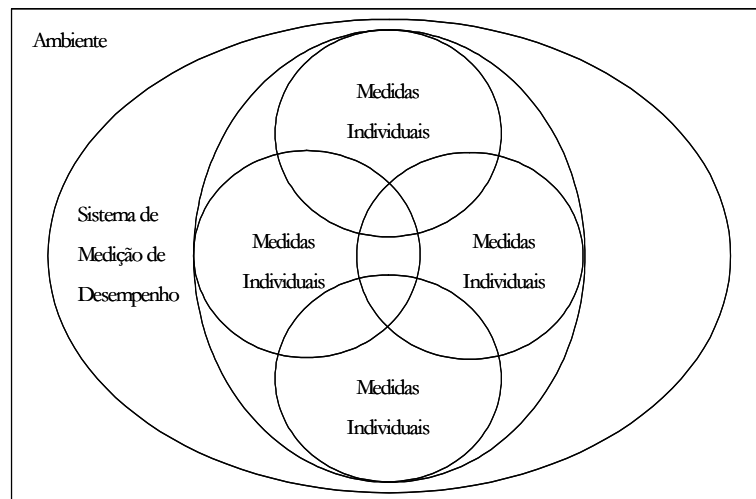 Ambiente
Medidas
Individuais
Sistema de
Medição de
Desempenho
Medidas
Individuais
Medidas
Individuais
Medidas
Individuais